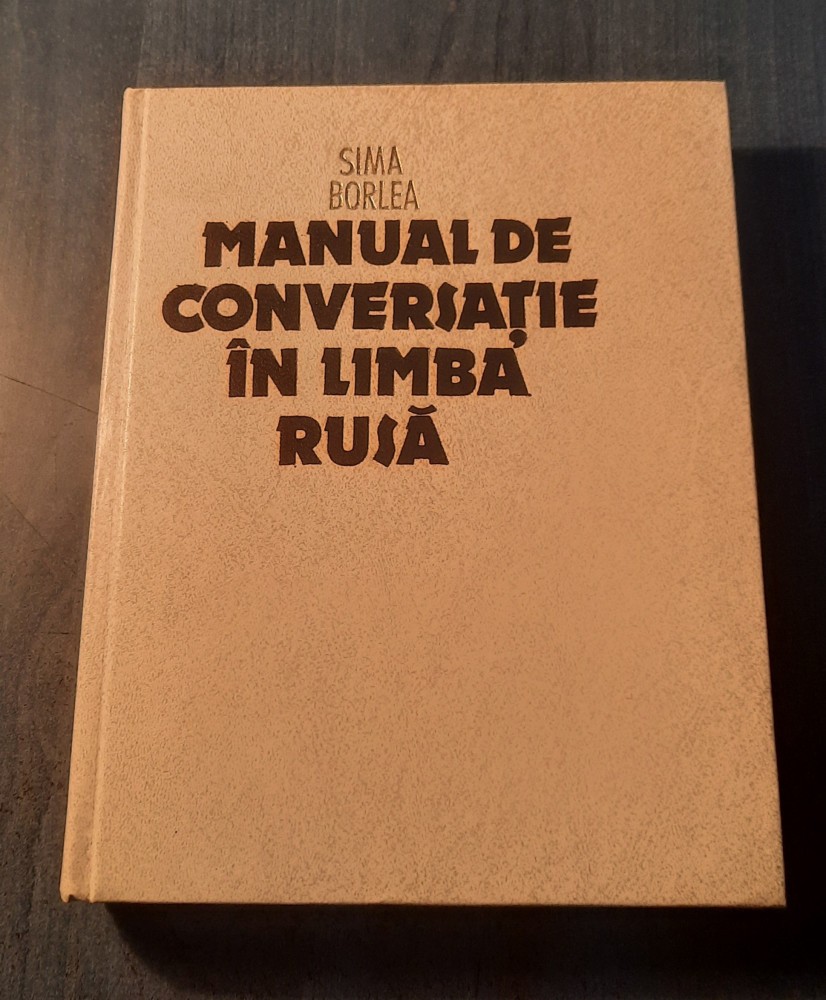 SIMA
BORLEA
MANUAL DE
CONVERSAȚIE
ÎN LIMBA
RUSĂ